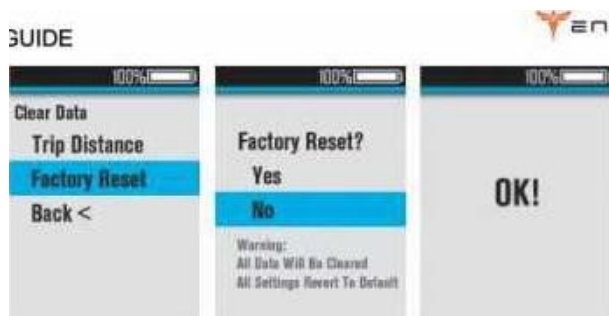 GUIDE
en
100%
Clear Data
Trip Distance
Factory Reset
Back <
100%
Factory Reset?
Yes
No
Warning:
All Data Will Be Cleared
All Settings Revert To Default
100%
OK!